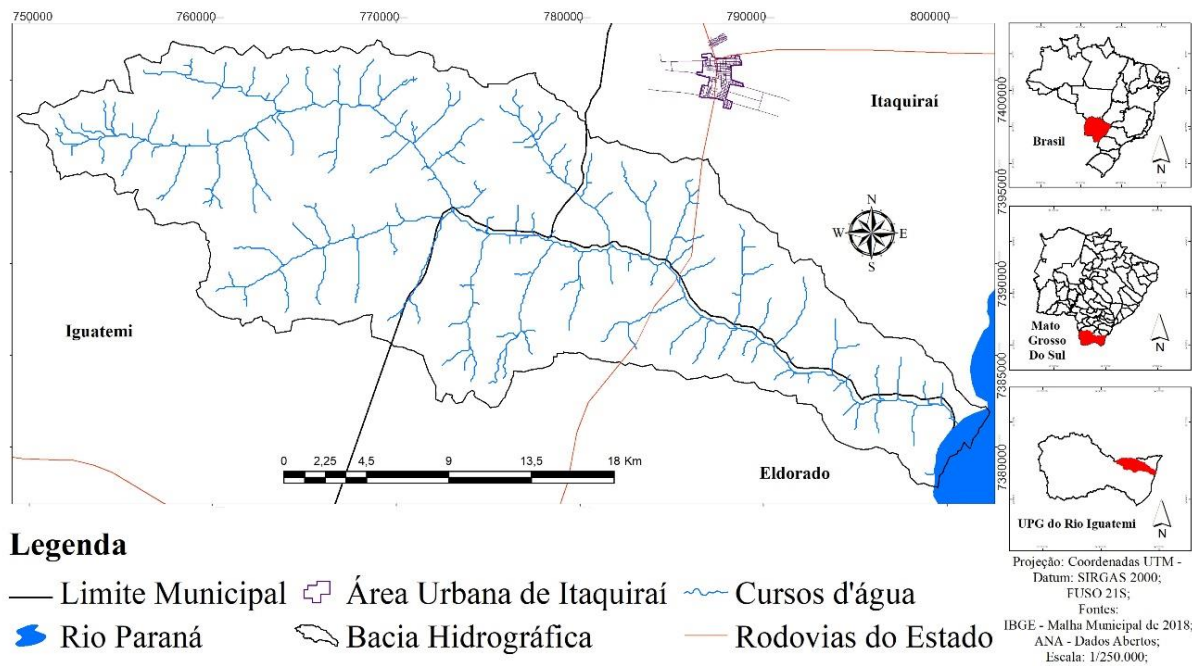 750000 760000 770000 780000 790000 800000
7400000
7395000
7390000
7385000
7380000
Itaquiraí
N
W E
S
Iguatemi
Eldorado
0 2,25 4,5 9 13,5 18 Km
Brasil
N
Mato
Grosso
Do Sul
N
UPG do Rio Iguatemi
N
Legenda
Limite Municipal Área Urbana de Itaquiraí Cursos d'água
Rio Paraná Bacia Hidrográfica Rodovias do Estado
Projeção: Coordenadas UTM -
Datum: SIRGAS 2000;
FUSO 21S;
Fontes:
IBGE - Malha Municipal de 2018;
ANA - Dados Abertos;
Escala: 1/250.000;